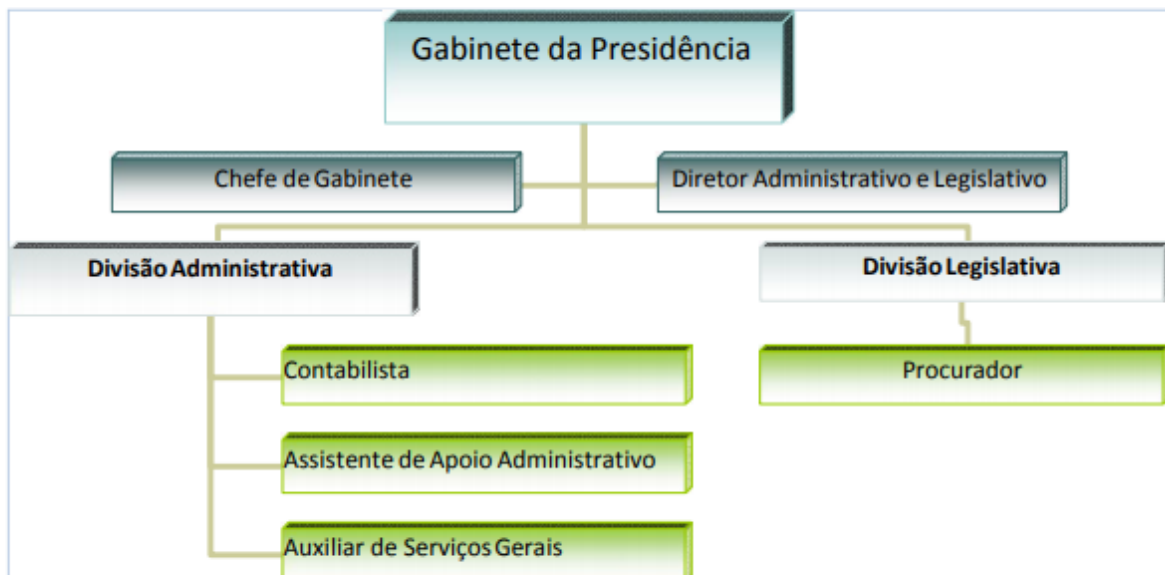 Gabinete da Presidência
Chefe de Gabinete
Diretor Administrativo e Legislativo
Divisão Administrativa
Divisão Legislativa
Contabilista
Procurador
Assistente de Apoio Administrativo
Auxiliar de Serviços Gerais